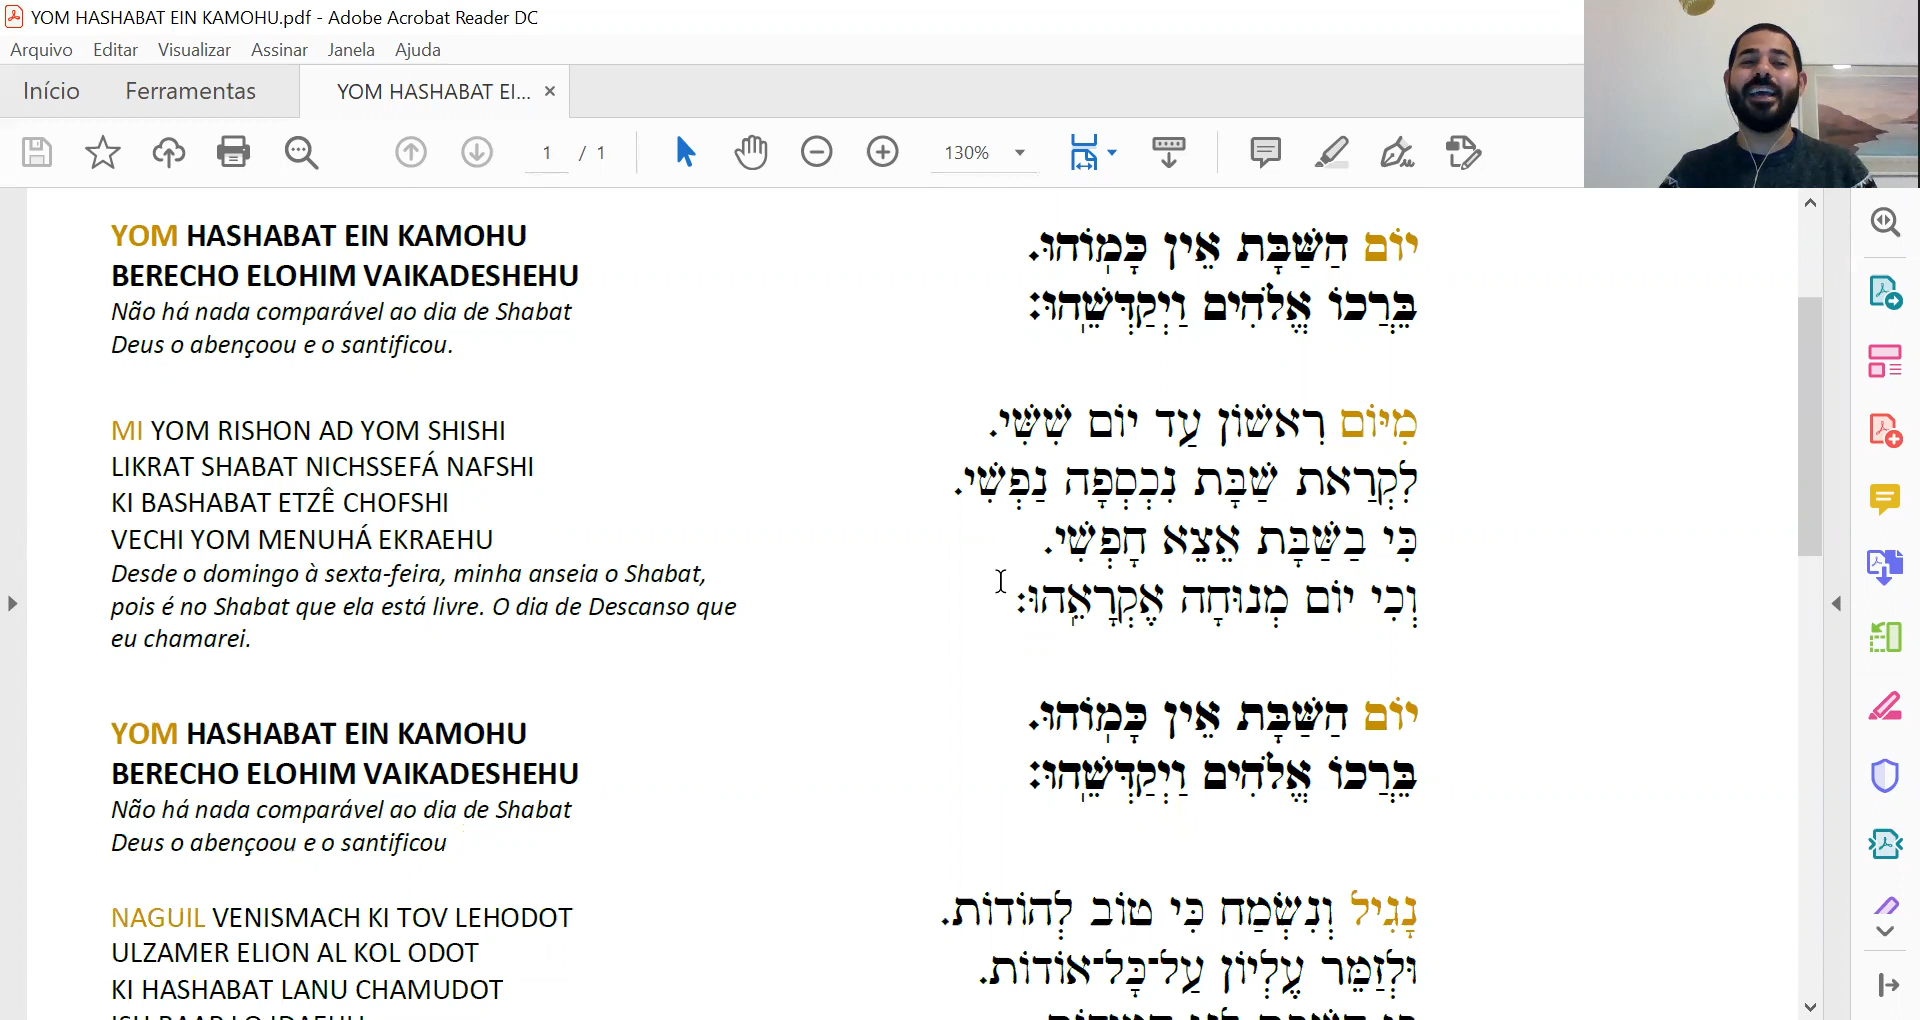 YOM HASHABAT EIN KAMOHU.pdf - Adobe Acrobat Reader DC
Arquivo Editar Visualizar Assinar Janela Ajuda
Início Ferramentas YOM HASHABAT EI... ×
1 / 1 130%
YOM HASHABAT EIN KAMOHU
BERECHO ELOHIM VAIKADESHEHU
Não há nada comparável ao dia de Shabat
Deus o abençoou e o santificou.
יוֹם הַשַּׁבָּת אֵין כָּמֽוֹהוּ.
בֵּרְכוֹ אֱלֹהִים וַיְקַדְּשֵֽׁהוּ:
MI YOM RISHON AD YOM SHISHI
LIKRAT SHABAT NICHSSEFÁ NAFSHI
KI BASHABAT ETZÊ CHOFSHI
VECHI YOM MENUHÁ EKRAEHU
Desde o domingo à sexta-feira, minha anseia o Shabat,
pois é no Shabat que ela está livre. O dia de Descanso que
eu chamarei.
מִיּוֹם רִאשׁוֹן עַד יוֹם שִׁשִּׁי.
לִקְרַאת שַׁבָּת נִכְסְפָה נַפְשִׁי.
כִּי בַשַּׁבָּת אֵצֵא חָפְשִׁי.
וְכִי יוֹם מְנוּחָה אֶקְרָאֵֽהוּ:
YOM HASHABAT EIN KAMOHU
BERECHO ELOHIM VAIKADESHEHU
Não há nada comparável ao dia de Shabat
Deus o abençoou e o santificou
יוֹם הַשַּׁבָּת אֵין כָּמֽוֹהוּ.
בֵּרְכוֹ אֱלֹהִים וַיְקַדְּשֵֽׁהוּ:
NAGUIL VENISMACH KI TOV LEHODOT
ULZAMER ELION AL KOL ODOT
KI HASHABAT LANU CHAMUDOT
נָגִיל וְנִשְׂמַח כִּי טוֹב לְהוֹדוֹת.
וּלְזַמֵּר עֶלְיוֹן עַל־כָּל־אוֹדוֹת.